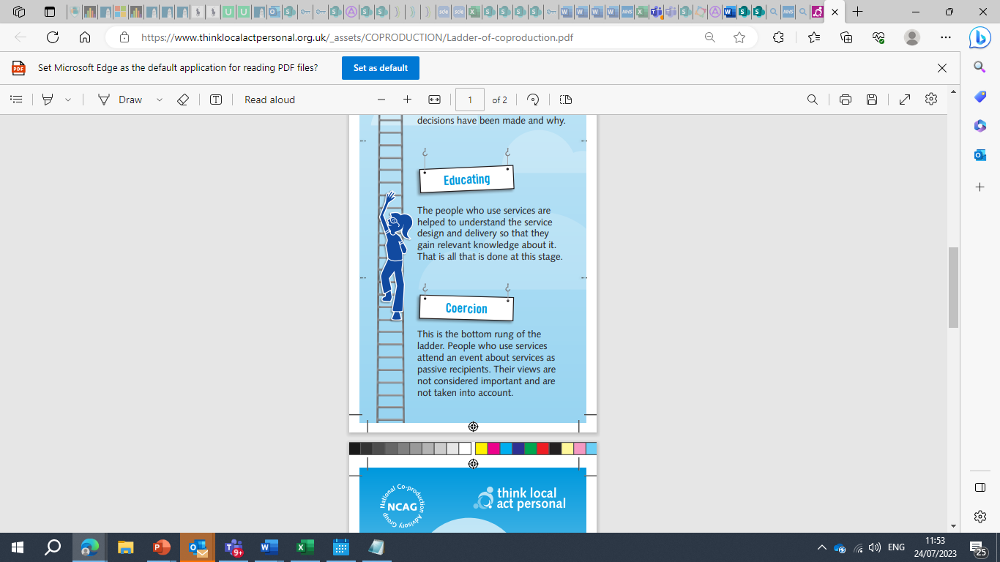 https://www.thinklocalactpersonal.org.uk/_assets/COPRODUCTION/Ladder-of-coproduction.pdf
PDF
Set Microsoft Edge as the default application for reading PDF files?
Set as default
Draw
Read aloud
1
of 2
decisions have been made and why.
Educating
The people who use services are
helped to understand the service
design and delivery so that they
gain relevant knowledge about it.
That is all that is done at this stage.
Coercion
This is the bottom rung of the
ladder. People who use services
attend an event about services as
passive recipients. Their views are
not considered important and are
not taken into account.
National Co-production
NCAG
Advisory Group
think local
act personal
9+
ENG
11:53
24/07/2023
25